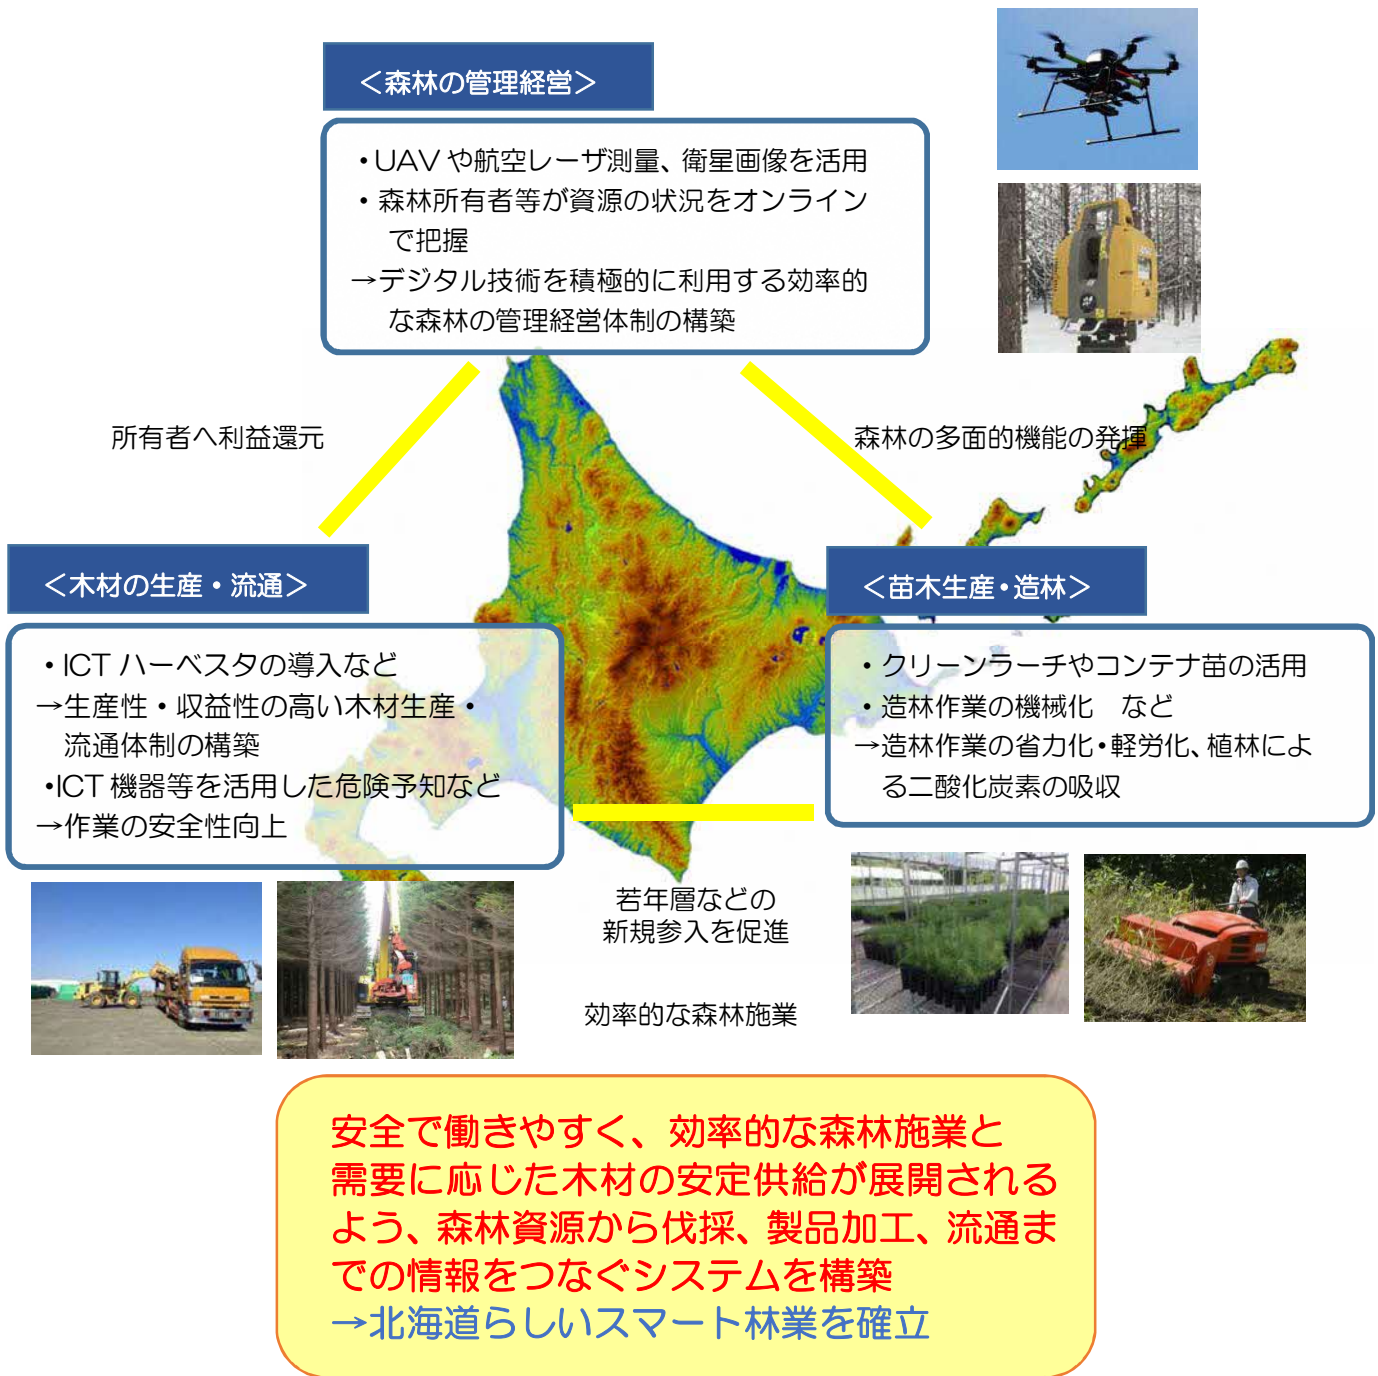 ＜森林の管理経営＞
・UAVや航空レーザ測量、衛星画像を活用
・森林所有者等が資源の状況をオンライン
で把握
→デジタル技術を積極的に利用する効率的
な森林の管理経営体制の構築
所有者へ利益還元
森林の多面的機能の発揮
＜木材の生産・流通＞
・ICTハーベスタの導入など
→生産性・収益性の高い木材生産・
流通体制の構築
・ICT機器等を活用した危険予知など
→作業の安全性向上
＜苗木生産・造林＞
・クリーンラーチやコンテナ苗の活用
・造林作業の機械化　など
→造林作業の省力化・軽労化、植林によ
る二酸化炭素の吸収
若年層などの
新規参入を促進
効率的な森林施業
安全で働きやすく、効率的な森林施業と
需要に応じた木材の安定供給が展開される
よう、森林資源から伐採、製品加工、流通ま
での情報をつなぐシステムを構築
→北海道らしいスマート林業を確立